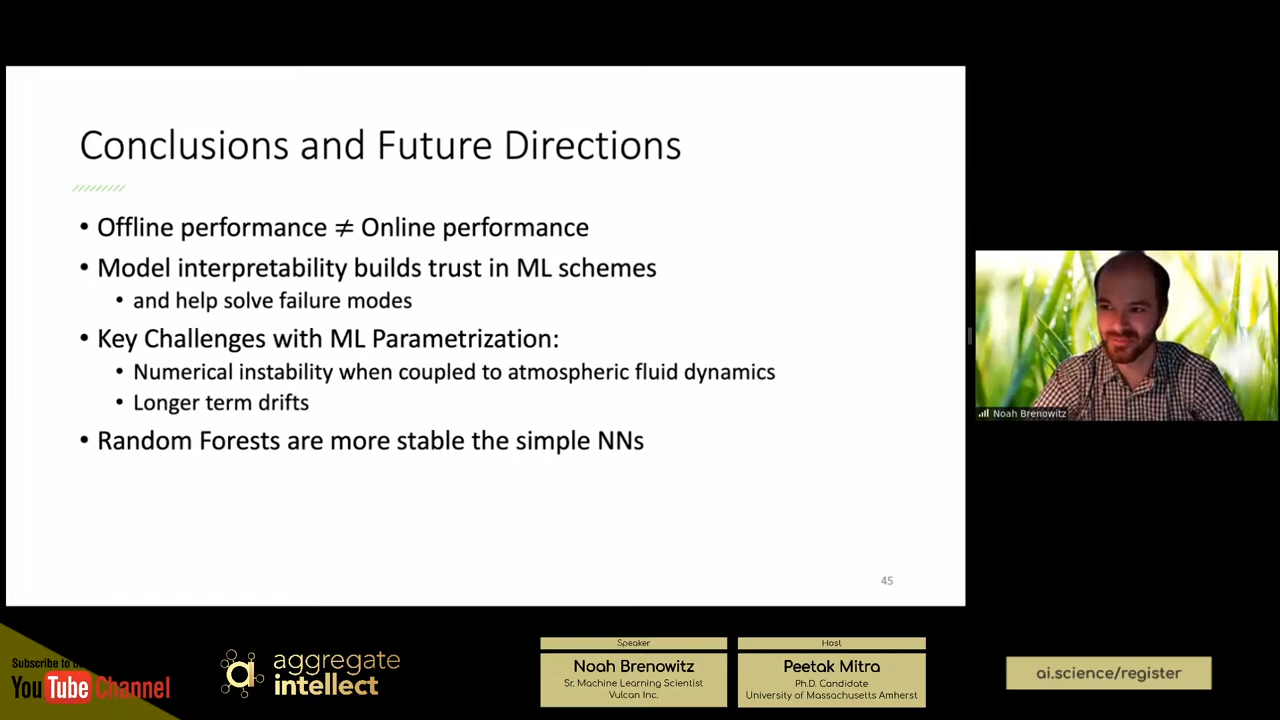 Conclusions and Future Directions
• Offline performance ≠ Online performance
• Model interpretability builds trust in ML schemes
• and help solve failure modes
• Key Challenges with ML Parametrization:
• Numerical instability when coupled to atmospheric fluid dynamics
• Longer term drifts
• Random Forests are more stable the simple NNs
45
Noah Brenowitz
Subscribe to
YouTube Channel
aggregate
intellect
Speaker
Noah Brenowitz
Sr. Machine Learning Scientist
Vulcan Inc.
Host
Peetak Mitra
Ph.D. Candidate
University of Massachusetts Amherst
ai.science/register